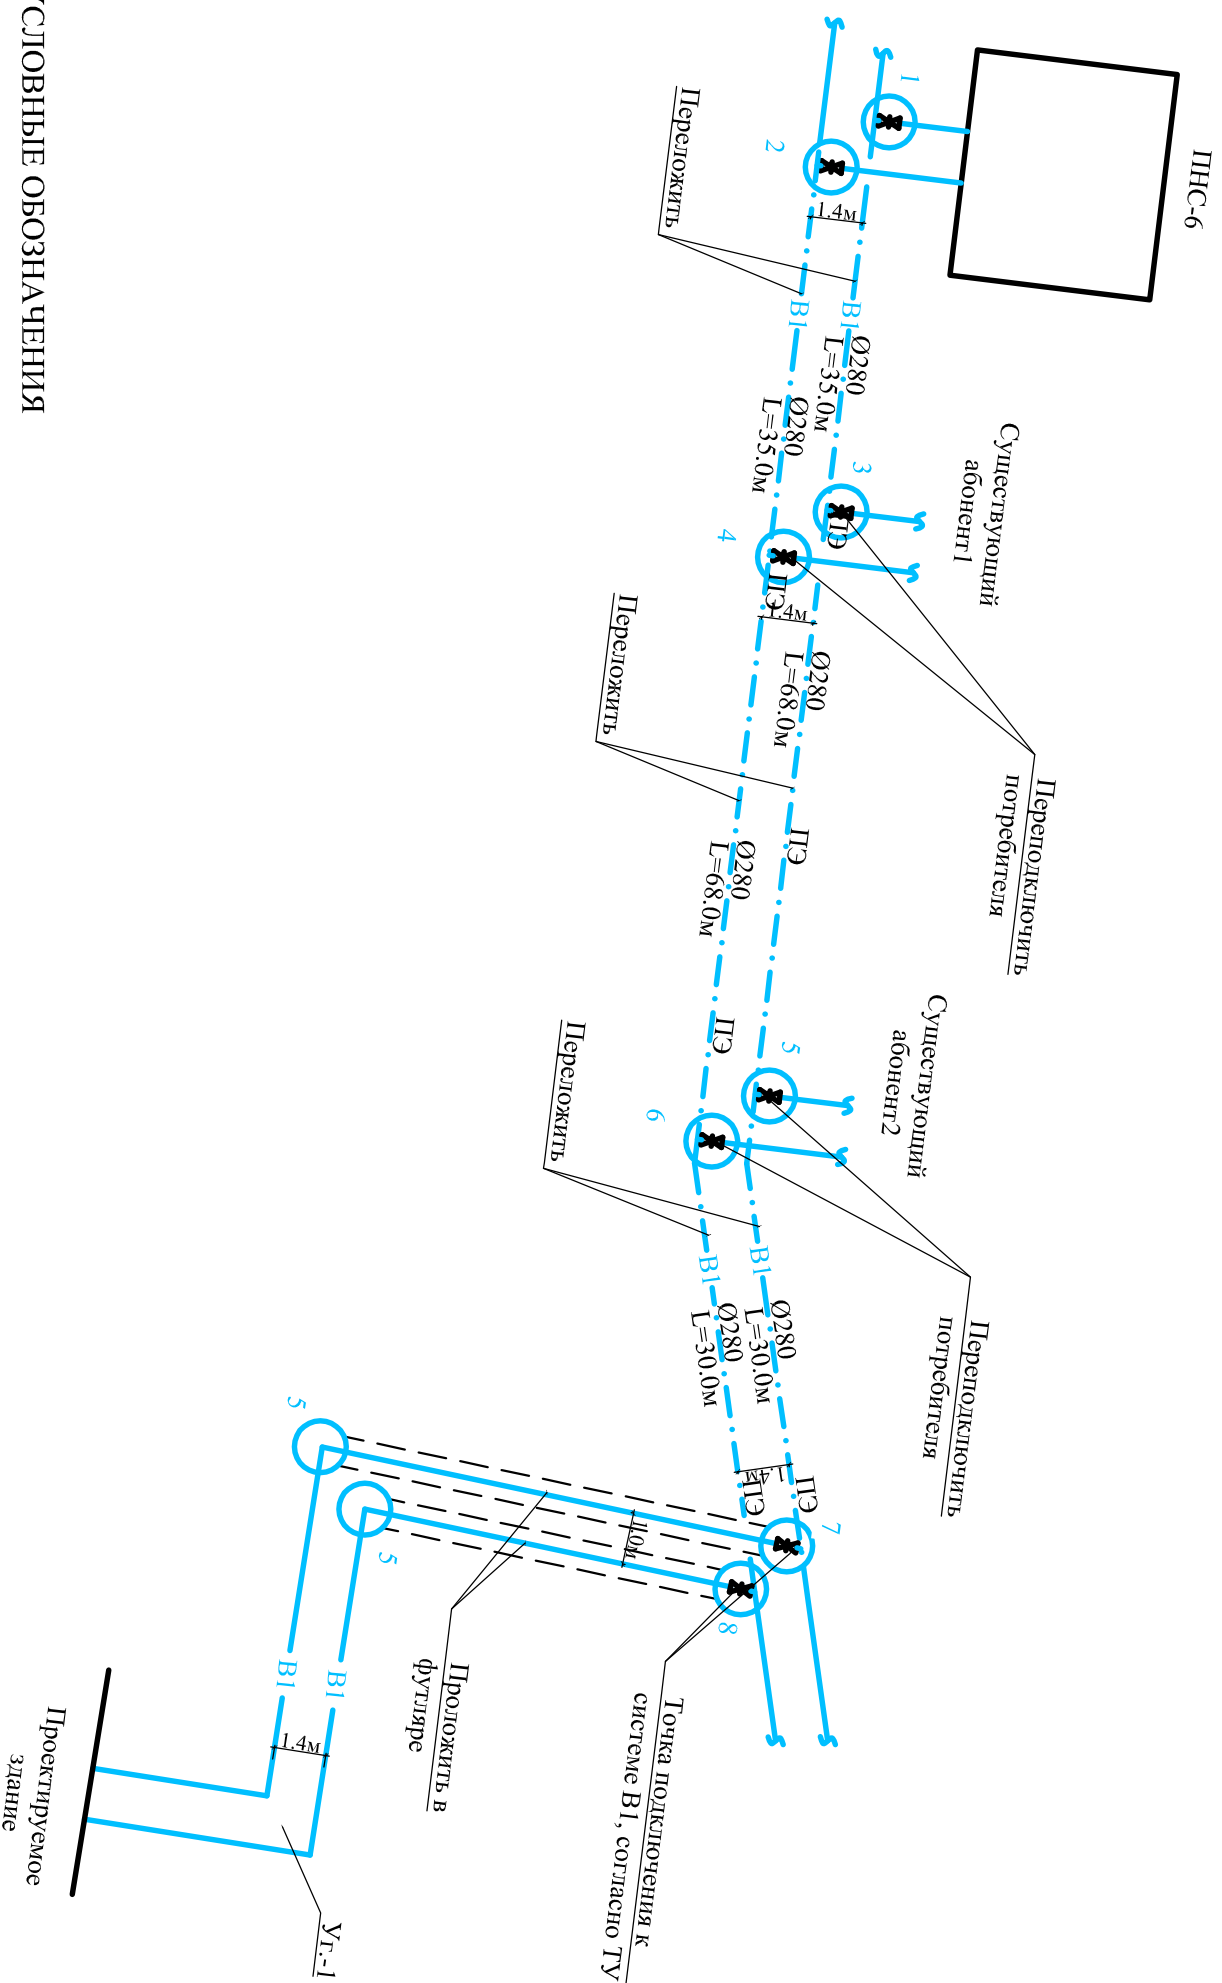 ПНС-6
1
2
1.4м
Переложить
В1
В1
Ø280
L=35.0м
Ø280
L=35.0м
Существующий
абонент1
3
4
ПЭ
ПЭ
1.4м
Переложить
Ø280
L=68.0м
Переподключить
потребителя
ПЭ
Ø280
L=68.0м
ПЭ
Существующий
абонент2
5
6
Переложить
В1
В1
Ø280
L=30.0м
Ø280
L=30.0м
Переподключить
потребителя
1.4м
ПЭ
ПЭ
7
8
5
5
1.0м
Проложить в
футляре
Точка подключения к
системе В1, согласно ТУ
В1
В1
1.4м
Проектируемое
здание
Уг.-1
УСЛОВНЫЕ ОБОЗНАЧЕНИЯ